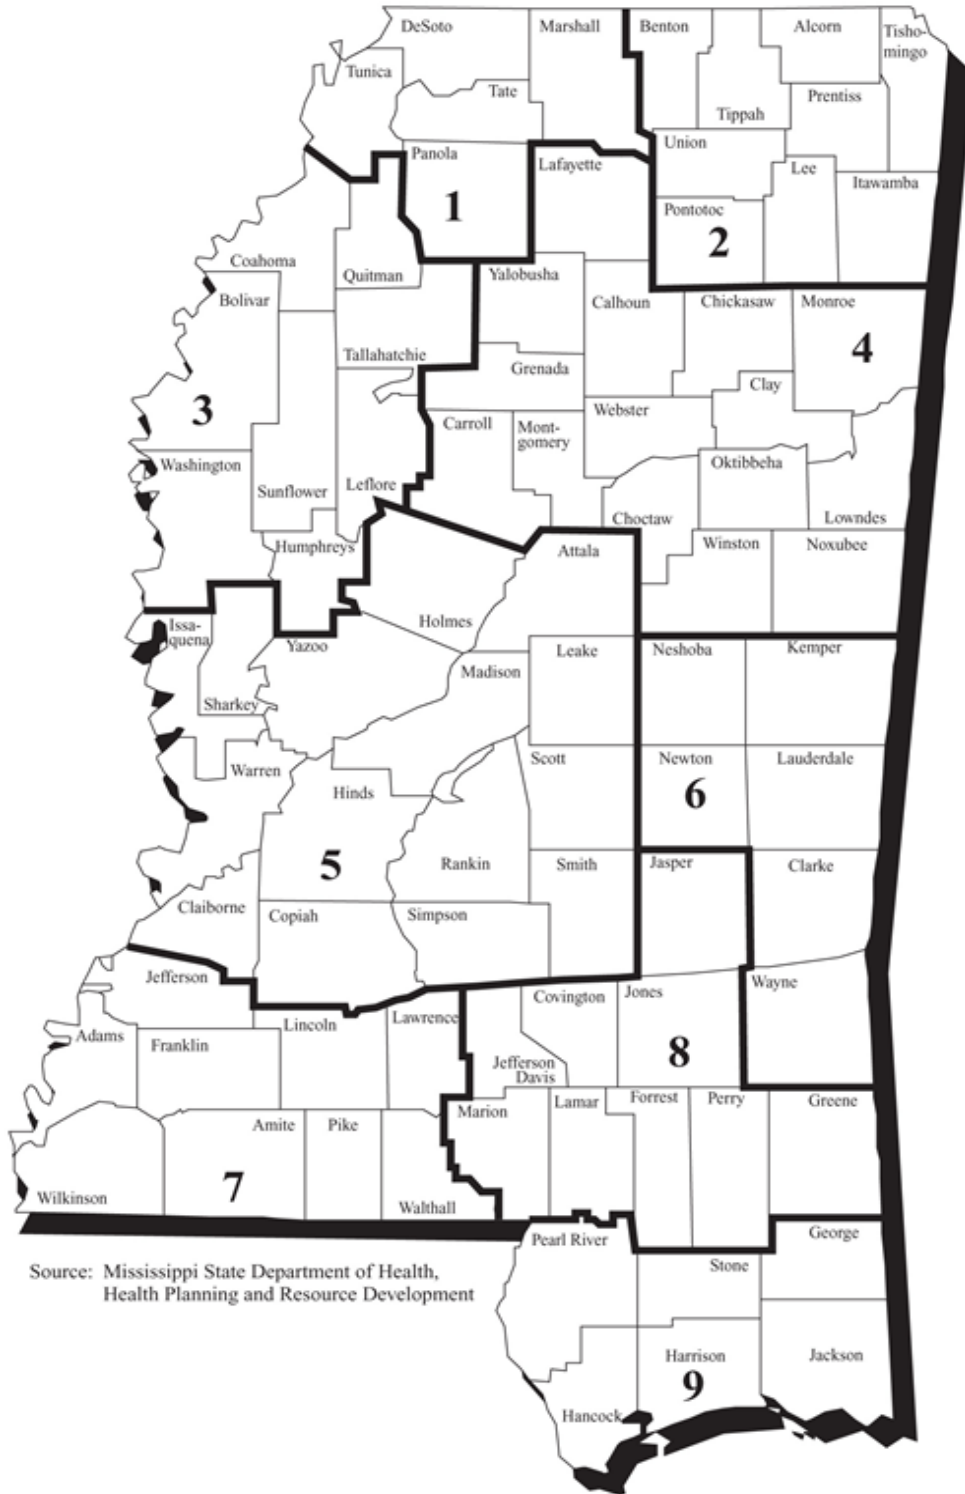 DeSoto
Marshall
Benton
Alcorn
Tisho-
mingo
Tunica
Tate
Prentiss
Tippah
Union
Panola
Lafayette
Lee
Itawamba
1
Pontotoc
2
Coahoma
Quitman
Yalobusha
Bolivar
Calhoun
Chickasaw
Monroe
Tallahatchie
4
Grenada
Clay
3
Carroll
Mont-
gomery
Webster
Washington
Oktibbeha
Sunflower
Leflore
Choctaw
Lowndes
Humphreys
Attala
Winston
Noxubee
Issa-
quena
Yazoo
Holmes
Leake
Neshoba
Kemper
Madison
Sharkey
Warren
Scott
Newton
Lauderdale
Hinds
6
5
Rankin
Smith
Jasper
Clarke
Claiborne
Copiah
Simpson
Jefferson
Covington
Jones
Wayne
Adams
Franklin
Lincoln
Lawrence
8
Jefferson
Davis
Marion
Lamar
Forrest
Perry
Greene
Amite
Pike
7
Wilkinson
Walthall
Pearl River
George
Stone
Source: Mississippi State Department of Health,
Health Planning and Resource Development
Harrison
Jackson
9
Hancock